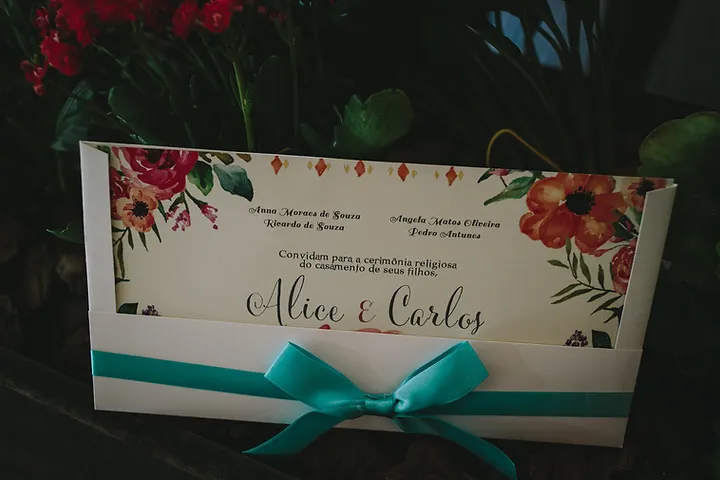 Anna Moraes de Souza
Ricardo de Souza
Angela Matos Oliveira
Pedro Antunes
Convidam para a cerimônia religiosa
do casamento de seus filhos,
Alice & Carlos